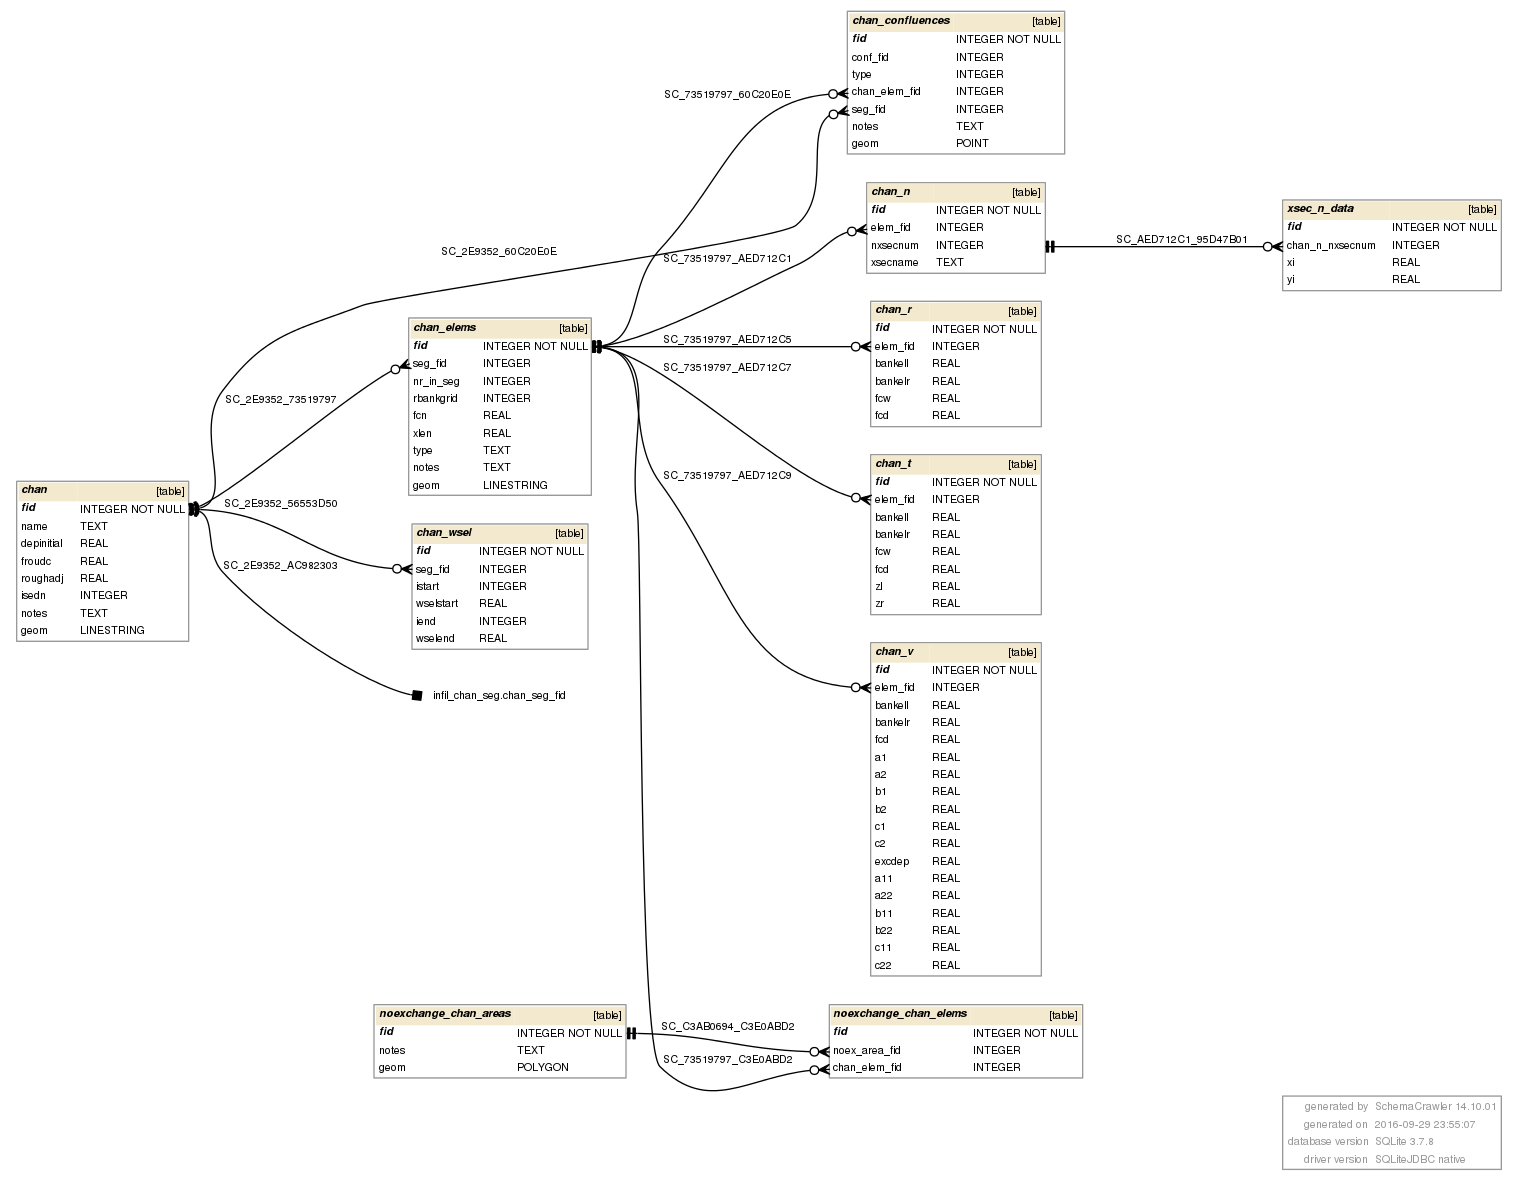 chan_confluences [table]
fid INTEGER NOT NULL
conf_fid INTEGER
type INTEGER
chan_elem_fid INTEGER
seg_fid INTEGER
notes TEXT
geom POINT
SC_73519797_60C20E0E
chan_n [table]
fid INTEGER NOT NULL
elem_fid INTEGER
nxsecnum INTEGER
xsecname TEXT
xsec_n_data [table]
fid INTEGER NOT NULL
chan_n_nxsecnum INTEGER
xi REAL
yi REAL
SC_AED712C1_95D47B01
SC_2E9352_60C20E0E
SC_73519797_AED712C1
chan_r [table]
fid INTEGER NOT NULL
elem_fid INTEGER
bankell REAL
bankelr REAL
fcw REAL
fcd REAL
SC_73519797_AED712C5
SC_73519797_AED712C7
chan_elems [table]
fid INTEGER NOT NULL
seg_fid INTEGER
nr_in_seg INTEGER
rbankgrid INTEGER
fcn REAL
xlen REAL
type TEXT
notes TEXT
geom LINESTRING
SC_2E9352_73519797
chan_t [table]
fid INTEGER NOT NULL
elem_fid INTEGER
bankell REAL
bankelr REAL
fcw REAL
fcd REAL
zl REAL
zr REAL
SC_73519797_AED712C9
chan [table]
fid INTEGER NOT NULL
name TEXT
depinitial REAL
froudc REAL
roughadj REAL
isedn INTEGER
notes TEXT
geom LINESTRING
SC_2E9352_56553D50
chan_wsel [table]
fid INTEGER NOT NULL
seg_fid INTEGER
istart INTEGER
wselstart REAL
iend INTEGER
wselend REAL
SC_2E9352_AC982303
infil_chan_seg.chan_seg_fid
chan_v [table]
fid INTEGER NOT NULL
elem_fid INTEGER
bankell REAL
bankelr REAL
fcd REAL
a1 REAL
a2 REAL
b1 REAL
b2 REAL
c1 REAL
c2 REAL
excdep REAL
a11 REAL
a22 REAL
b11 REAL
b22 REAL
c11 REAL
c22 REAL
noexchange_chan_areas [table]
fid INTEGER NOT NULL
notes TEXT
geom POLYGON
SC_C3AB0694_C3E0ABD2
SC_73519797_C3E0ABD2
noexchange_chan_elems [table]
fid INTEGER NOT NULL
noex_area_fid INTEGER
chan_elem_fid INTEGER
generated by SchemaCrawler 14.10.01
generated on 2016-09-29 23:55:07
database version SQLite 3.7.8
driver version SQLiteJDBC native